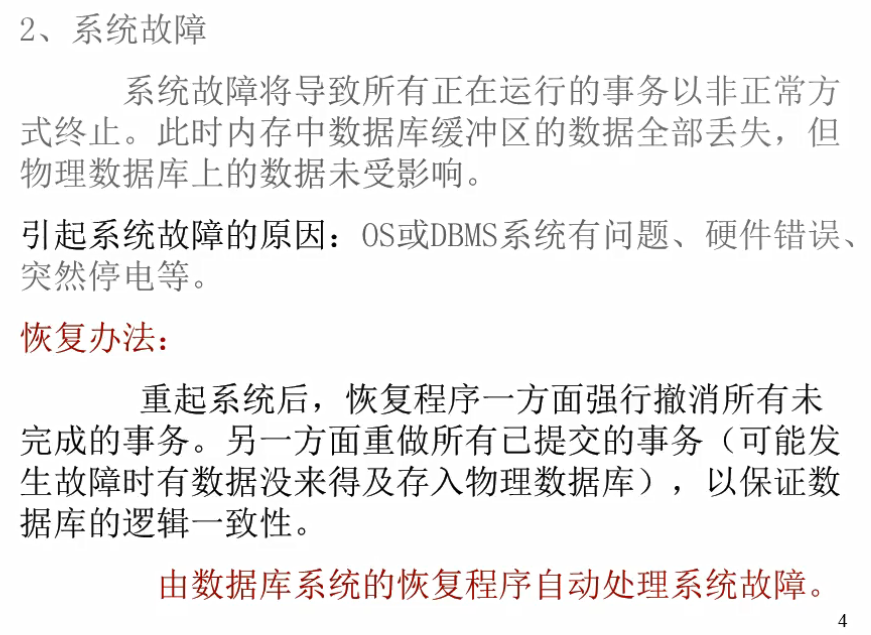 2、系统故障
系统故障将导致所有正在运行的事务以非正常方
式终止。此时内存中数据库缓冲区的数据全部丢失，但
物理数据库上的数据未受影响。
引起系统故障的原因：OS或DBMS系统有问题、硬件错误、
突然停电等。
恢复办法：
重起系统后，恢复程序一方面强行撤消所有未
完成的事务。另一方面重做所有已提交的事务（可能发
生故障时有数据没来得及存入物理数据库），以保证数
据库的逻辑一致性。
由数据库系统的恢复程序自动处理系统故障。
4